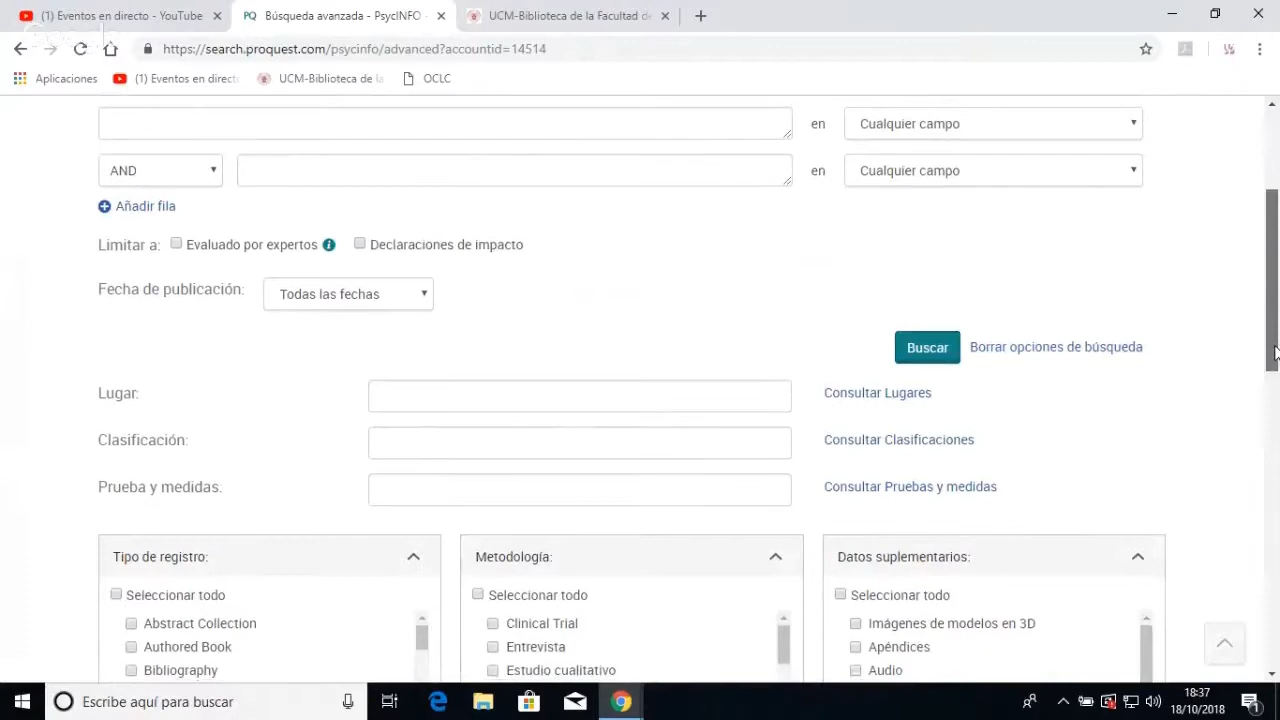 (1) Eventos en directo - YouTube
Búsqueda avanzada - PsycINFO -
UCM-Biblioteca de la Facultad de
https://search.proquest.com/psycinfo/advanced?accountid=14514
Aplicaciones
(1) Eventos en direct
UCM-Biblioteca de la
OCLC
en
Cualquier campo
AND
en
Cualquier campo
Añadir fila
Limitar a:
Evaluado por expertos
Declaraciones de impacto
Fecha de publicación:
Todas las fechas
Buscar
Borrar opciones de búsqueda
Lugar:
Consultar Lugares
Clasificación:
Consultar Clasificaciones
Prueba y medidas:
Consultar Pruebas y medidas
Tipo de registro:
Metodología:
Datos suplementarios:
Seleccionar todo
Seleccionar todo
Seleccionar todo
Abstract Collection
Clinical Trial
Imágenes de modelos en 3D
Authored Book
Entrevista
Apéndices
Bibliography
Estudio cualitativo
Audio
Escribe aquí para buscar
18:37
18/10/2018